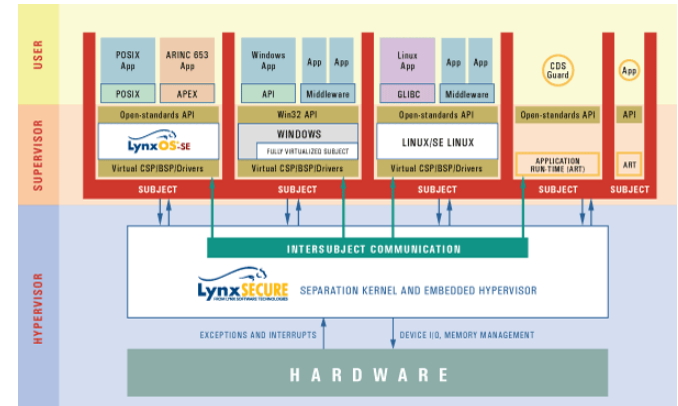 USER
POSIX
App
ARINC 653
App
POSIX
APEX
Windows
App
App
App
API
Middleware
Linux
App
App
App
GLIBC
Middleware
CDS
Guard
App
SUPERVISOR
Open-standards API
LynxOS-SE
Virtual CSP/BSP/Drivers
SUBJECT
Win32 API
WINDOWS
FULLY VIRTUALIZED SUBJECT
Virtual CSP/BSP/Drivers
SUBJECT
Open-standards API
LINUX/SE LINUX
Virtual CSP/BSP/Drivers
SUBJECT
Open-standards API
APPLICATION
RUN-TIME (ART)
SUBJECT
API
ART
SUBJECT
HYPERVISOR
INTERSUBJECT COMMUNICATION
LynxSECURE
FROM LYNX SOFTWARE TECHNOLOGIES
SEPARATION KERNEL AND EMBEDDED HYPERVISOR
EXCEPTIONS AND INTERRUPTS
DEVICE I/O, MEMORY MANAGEMENT
HARDWARE